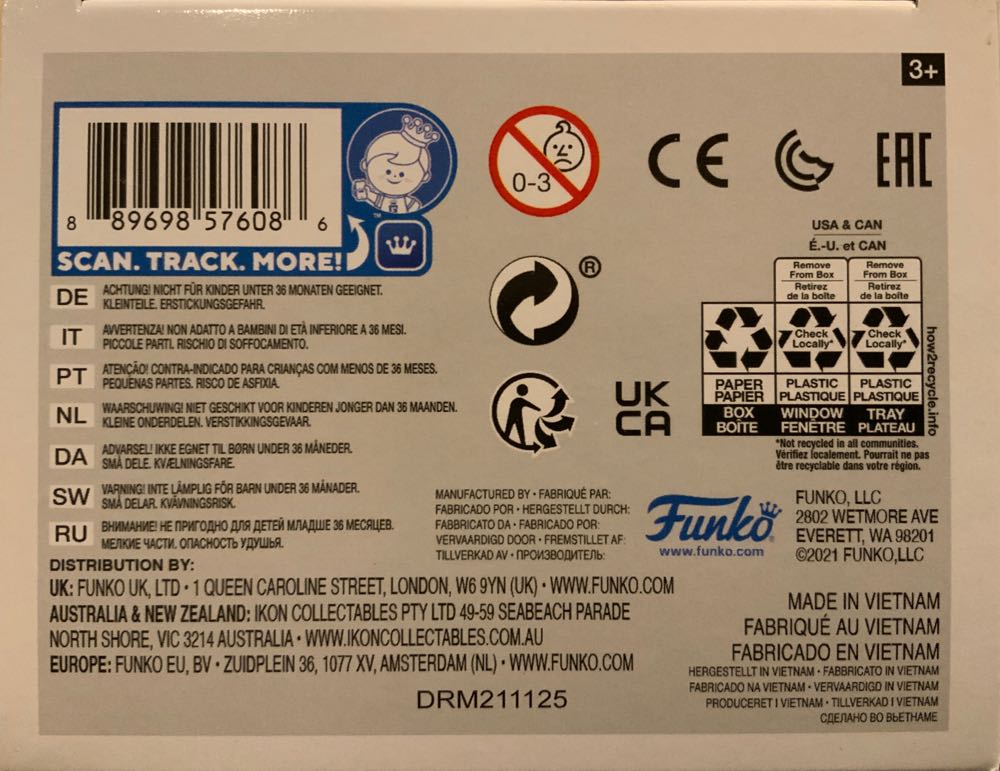 3+
8 89698 57608 6
™
SCAN. TRACK. MORE!
0-3
CE
EAC
®
UK
CA
USA & CAN
É.-U. et CAN
Remove From Box
Retirez de la boîte
Remove From Box
Retirez de la boîte
Check Locally*
Check Locally*
PAPER
PAPIER
BOX
BOÎTE
PLASTIC
PLASTIQUE
WINDOW
FENÊTRE
PLASTIC
PLASTIQUE
TRAY
PLATEAU
how2recycle.info
*Not recycled in all communities.
Vérifiez localement. Pourrait ne pas
être recyclable dans votre région.
DE ACHTUNG! NICHT FÜR KINDER UNTER 36 MONATEN GEEIGNET.
KLEINTEILE. ERSTICKUNGSGEFAHR.
IT AVVERTENZA! NON ADATTO A BAMBINI DI ETÀ INFERIORE A 36 MESI.
PICCOLE PARTI. RISCHIO DI SOFFOCAMENTO.
PT ATENÇÃO! CONTRA-INDICADO PARA CRIANÇAS COM MENOS DE 36 MESES.
PEQUENAS PARTES. RISCO DE ASFIXIA.
NL WAARSCHUWING! NIET GESCHIKT VOOR KINDEREN JONGER DAN 36 MAANDEN.
KLEINE ONDERDELEN. VERSTIKKINGSGEVAAR.
DA ADVARSEL! IKKE EGNET TIL BØRN UNDER 36 MÅNEDER.
SMÅ DELE. KVÆLNINGSFARE.
SW VARNING! INTE LÄMPLIG FÖR BARN UNDER 36 MÅNADER.
SMÅ DELAR. KVÄVNINGSRISK.
RU ВНИМАНИЕ! НЕ ПРИГОДНО ДЛЯ ДЕТЕЙ МЛАДШЕ 36 МЕСЯЦЕВ.
МЕЛКИЕ ЧАСТИ. ОПАСНОСТЬ УДУШЬЯ.
MANUFACTURED BY • FABRIQUÉ PAR:
FABRICADO POR • HERGESTELLT DURCH:
FABBRICATO DA • FABRICADO POR:
VERVAARDIGD DOOR • FREMSTILLET AF:
TILLVERKAD AV • ПРОИЗВОДИТЕЛЬ:
Funko®
www.funko.com
FUNKO, LLC
2802 WETMORE AVE
EVERETT, WA 98201
©2021 FUNKO,LLC
DISTRIBUTION BY:
UK: FUNKO UK, LTD • 1 QUEEN CAROLINE STREET, LONDON, W6 9YN (UK) • WWW.FUNKO.COM
AUSTRALIA & NEW ZEALAND: IKON COLLECTABLES PTY LTD 49-59 SEABEACH PARADE
NORTH SHORE, VIC 3214 AUSTRALIA • WWW.IKONCOLLECTABLES.COM.AU
EUROPE: FUNKO EU, BV • ZUIDPLEIN 36, 1077 XV, AMSTERDAM (NL) • WWW.FUNKO.COM
DRM211125
MADE IN VIETNAM
FABRIQUÉ AU VIETNAM
FABRICADO EN VIETNAM
HERGESTELLT IN VIETNAM • FABBRICATO IN VIETNAM
FABRICADO NA VIETNAM • VERVAARDIGD IN VIETNAM
PRODUCERET I VIETNAM • TILLVERKAD I VIETNAM
СДЕЛАНО ВО ВЬЕТНАМЕ